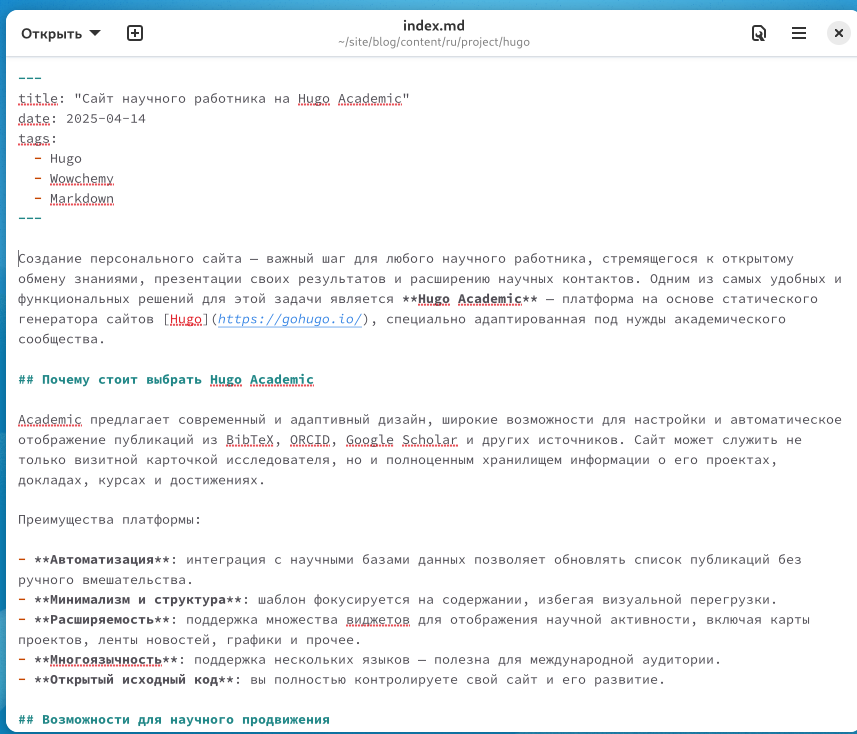 Открыть
index.md
~/site/blog/content/ru/project/hugo
---
title: "Сайт научного работника на Hugo Academic"
date: 2025-04-14
tags:
  - Hugo
  - Wowchemy
  - Markdown
---
Создание персонального сайта — важный шаг для любого научного работника, стремящегося к открытому
обмену знаниями, презентации своих результатов и расширению научных контактов. Одним из самых удобных и
функциональных решений для этой задачи является **Hugo Academic** — платформа на основе статического
генератора сайтов [Hugo](https://gohugo.io/), специально адаптированная под нужды академического
сообщества.
## Почему стоит выбрать Hugo Academic
Academic предлагает современный и адаптивный дизайн, широкие возможности для настройки и автоматическое
отображение публикаций из BibTeX, ORCID, Google Scholar и других источников. Сайт может служить не
только визитной карточкой исследователя, но и полноценным хранилищем информации о его проектах,
докладах, курсах и достижениях.
Преимущества платформы:
- **Автоматизация**: интеграция с научными базами данных позволяет обновлять список публикаций без
ручного вмешательства.
- **Минимализм и структура**: шаблон фокусируется на содержании, избегая визуальной перегрузки.
- **Расширяемость**: поддержка множества виджетов для отображения научной активности, включая карты
проектов, ленты новостей, графики и прочее.
- **Многоязычность**: поддержка нескольких языков — полезна для международной аудитории.
- **Открытый исходный код**: вы полностью контролируете свой сайт и его развитие.
## Возможности для научного продвижения